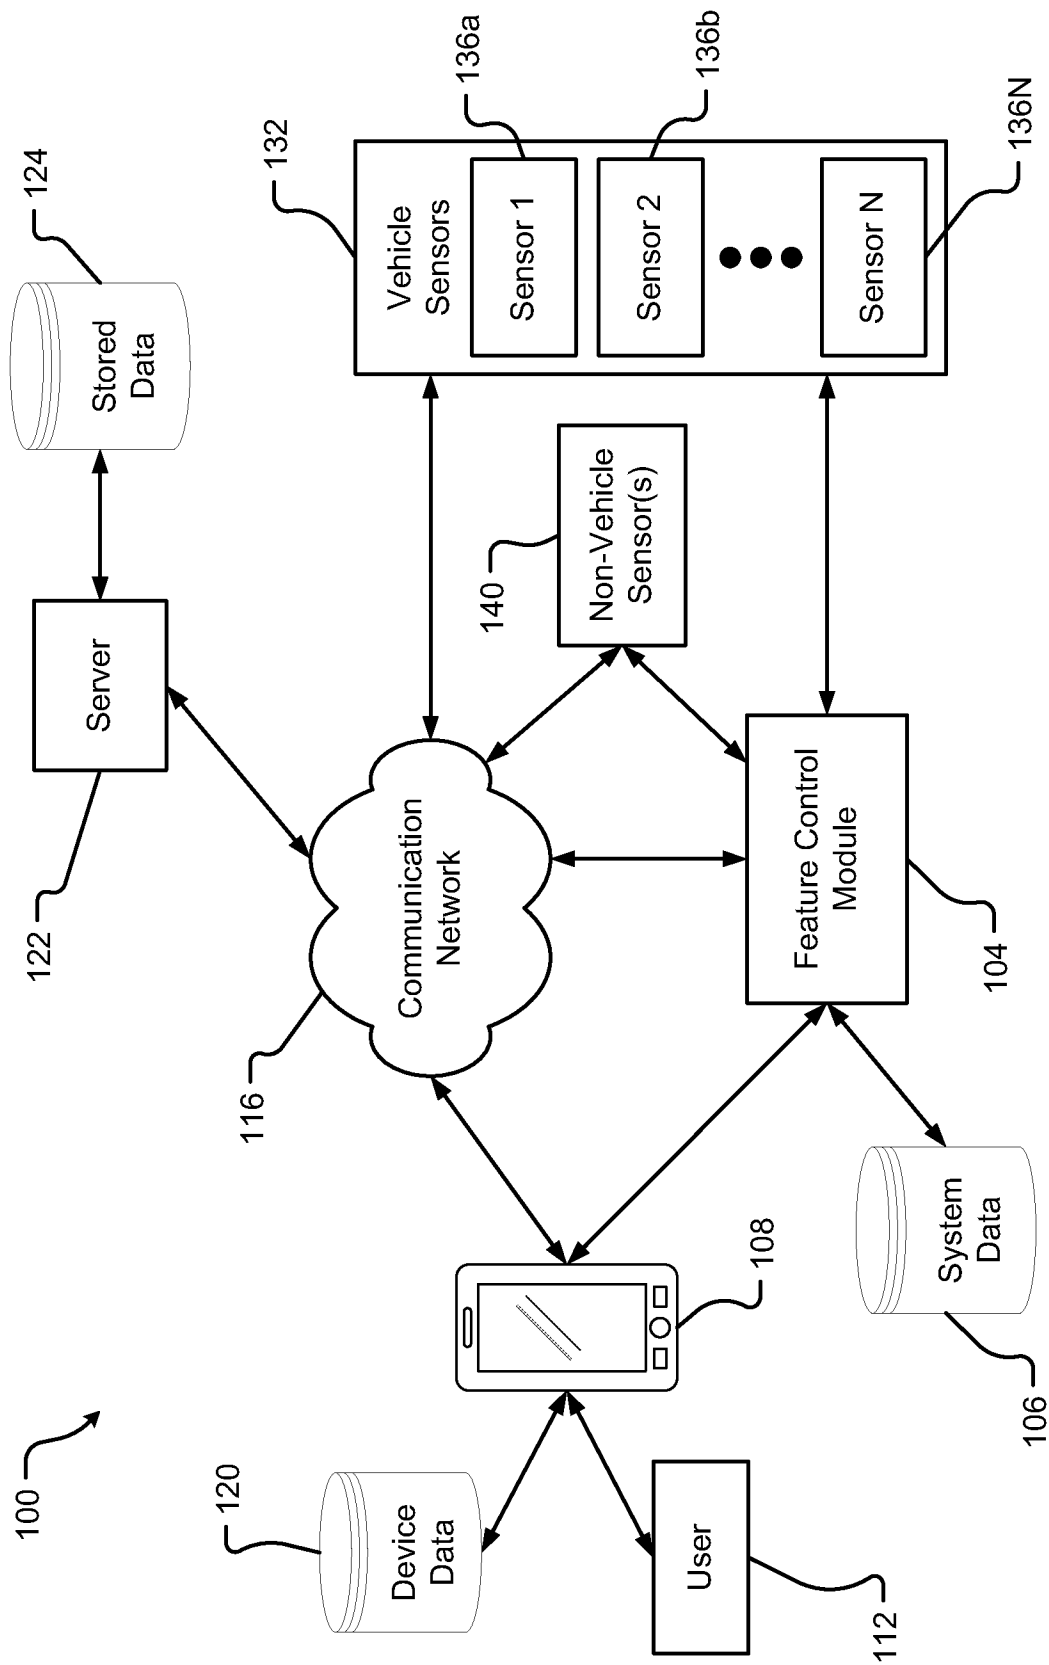 100
124
Stored
Data
Server
122
132
Vehicle
Sensors
136a
Sensor 1
136b
Sensor 2
Sensor N
136N
116
Communication
Network
140
Non-Vehicle
Sensor(s)
120
Device
Data
108
User
112
Feature Control
Module
104
System
Data
106